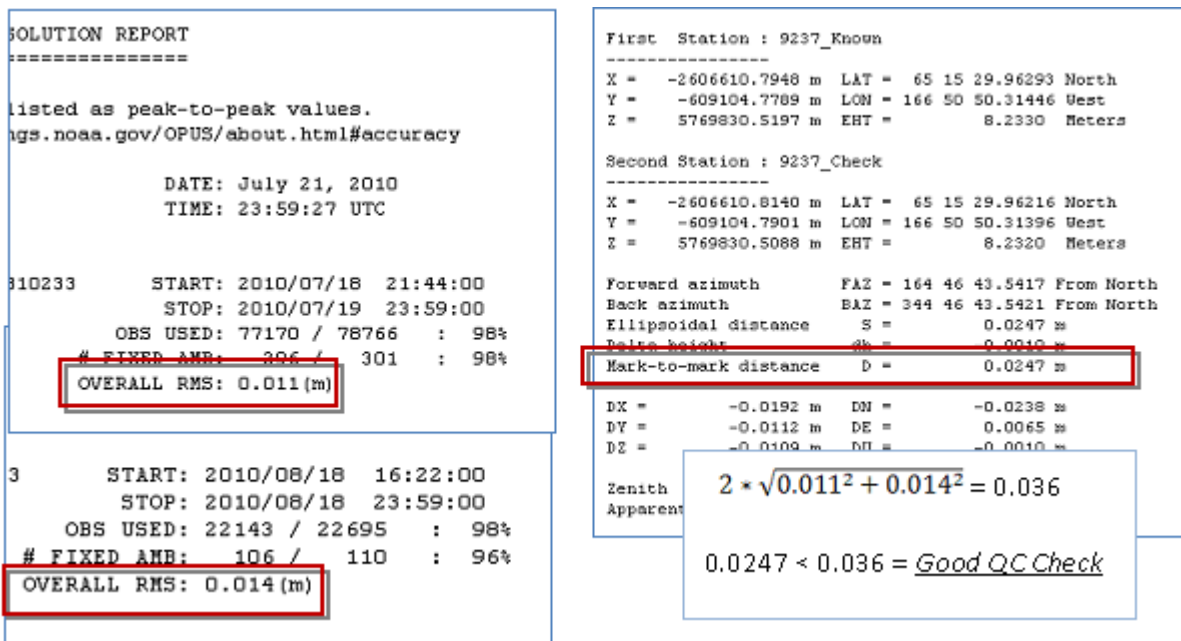 SOLUTION REPORT
===============
listed as peak-to-peak values.
ngs.noaa.gov/OPUS/about.html#accuracy
DATE: July 21, 2010
TIME: 23:59:27 UTC
810233 START: 2010/07/18 21:44:00
STOP: 2010/07/19 23:59:00
OBS USED: 77170 / 78766 : 98%
# FIXED AMB: 296 / 301 : 98%
OVERALL RMS: 0.011(m)
3 START: 2010/08/18 16:22:00
STOP: 2010/08/18 23:59:00
OBS USED: 22143 / 22695 : 98%
# FIXED AMB: 106 / 110 : 96%
OVERALL RMS: 0.014(m)
First Station : 9237_Known
----------------
X = -2606610.7948 m LAT = 65 15 29.96293 North
Y = -609104.7789 m LON = 166 50 50.31446 West
Z = 5769830.5197 m EHT = 8.2330 Meters
Second Station : 9237_Check
----------------
X = -2606610.8140 m LAT = 65 15 29.96216 North
Y = -609104.7901 m LON = 166 50 50.31396 West
Z = 5769830.5088 m EHT = 8.2320 Meters
Forward azimuth FAZ = 164 46 43.5417 From North
Back azimuth BAZ = 344 46 43.5421 From North
Ellipsoidal distance S = 0.0247 m
Delta height dh = -0.0010 m
Mark-to-mark distance D = 0.0247 m
DX = -0.0192 m DN = -0.0238 m
DY = -0.0112 m DE = 0.0065 m
DZ = -0.0109 m DU = -0.0010 m
Zenith
Apparent
2 * √0.011² + 0.014² = 0.036
0.0247 < 0.036 = Good QC Check